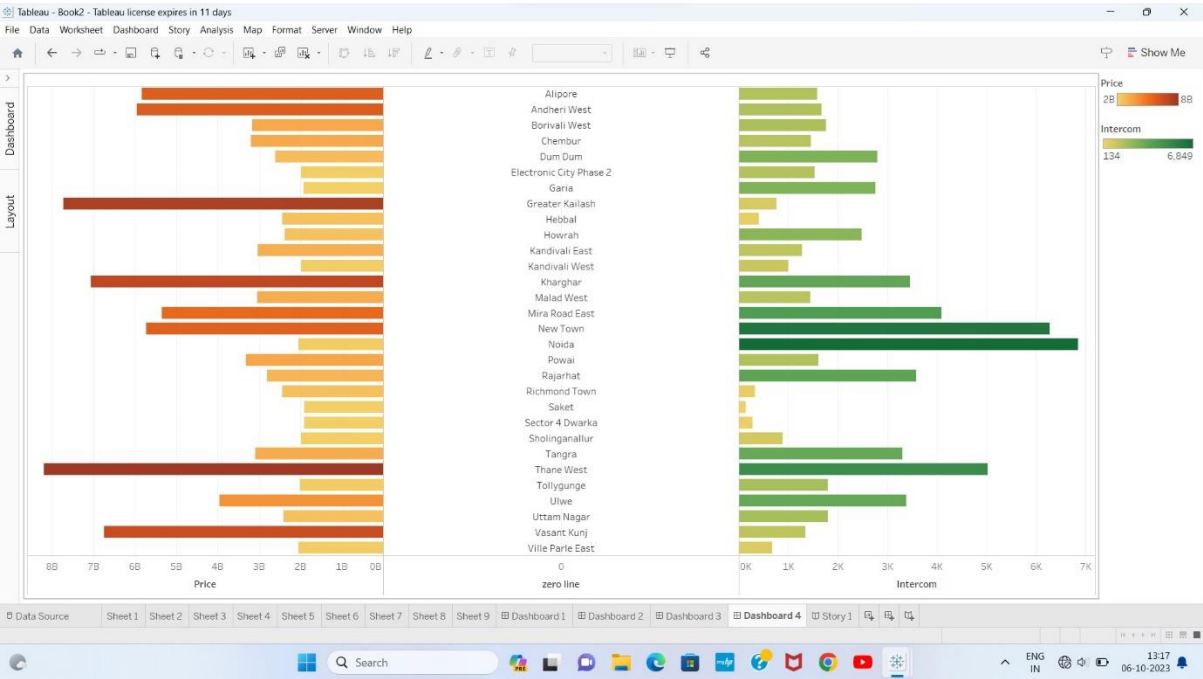 Tableau - Book2 - Tableau license expires in 11 days
File Data Worksheet Dashboard Story Analysis Map Format Server Window Help
Show Me
Dashboard
Layout
Alipore
Andheri West
Borivali West
Chembur
Dum Dum
Electronic City Phase 2
Garia
Greater Kailash
Hebbal
Howrah
Kandivali East
Kandivali West
Kharghar
Malad West
Mira Road East
New Town
Noida
Powai
Rajarhat
Richmond Town
Saket
Sector 4 Dwarka
Sholinganallur
Tangra
Thane West
Tollygunge
Ulwe
Uttam Nagar
Vasant Kunj
Ville Parle East
8B 7B 6B 5B 4B 3B 2B 1B 0B 0 0K 1K 2K 3K 4K 5K 6K 7K
Price zero line Intercom
Price
2B 8B
Intercom
134 6,849
Data Source Sheet 1 Sheet 2 Sheet 3 Sheet 4 Sheet 5 Sheet 6 Sheet 7 Sheet 8 Sheet 9 Dashboard 1 Dashboard 2 Dashboard 3 Dashboard 4 Story 1
Search
PRE
ENG
IN
13:17
06-10-2023